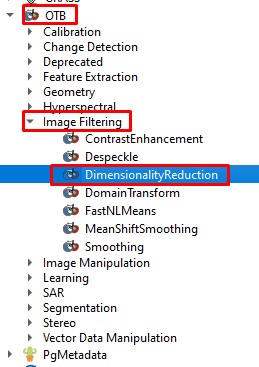 OTB
Calibration
Change Detection
Deprecated
Feature Extraction
Geometry
Hyperspectral
Image Filtering
ContrastEnhancement
Despeckle
DimensionalityReduction
DomainTransform
FastNLMeans
MeanShiftSmoothing
Smoothing
Image Manipulation
Learning
SAR
Segmentation
Stereo
Vector Data Manipulation
PgMetadata